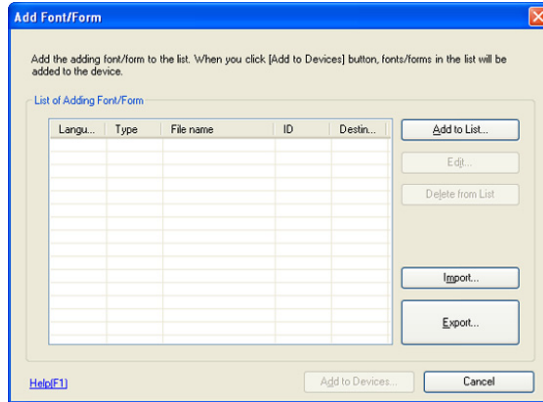 Add Font/Form
Add the adding font/form to the list. When you click [Add to Devices] button, fonts/forms in the list will be
added to the device.
List of Adding Font/Form
Langu... Type File name ID Destin...
Add to List...
Edit...
Delete from List
Import...
Export...
Help(F1)
Add to Devices...
Cancel